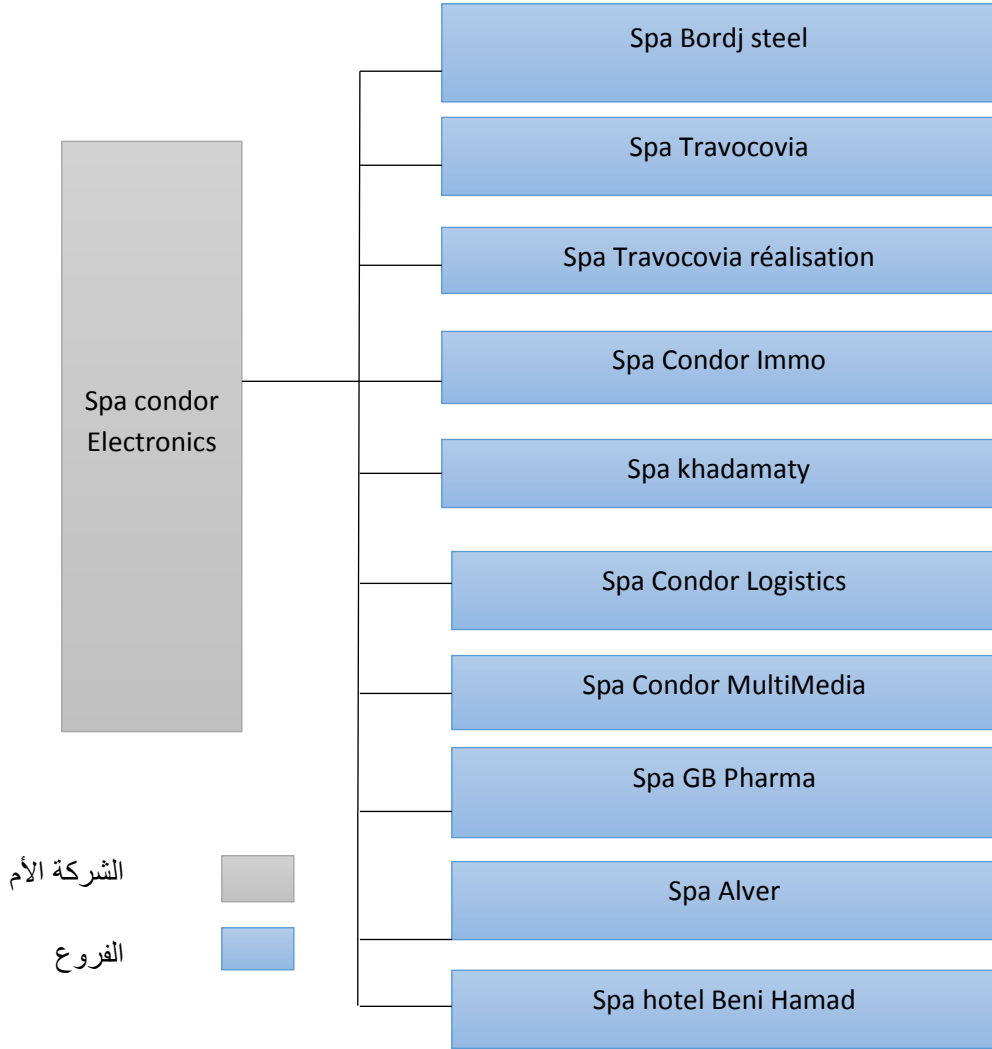 Spa Bordj steel
Spa Travocovia
Spa Travocovia réalisation
Spa Condor Immo
Spa condor
Electronics
Spa khadamaty
Spa Condor Logistics
Spa Condor MultiMedia
Spa GB Pharma
Spa Alver
Spa hotel Beni Hamad
الشركة الأم
الفروع